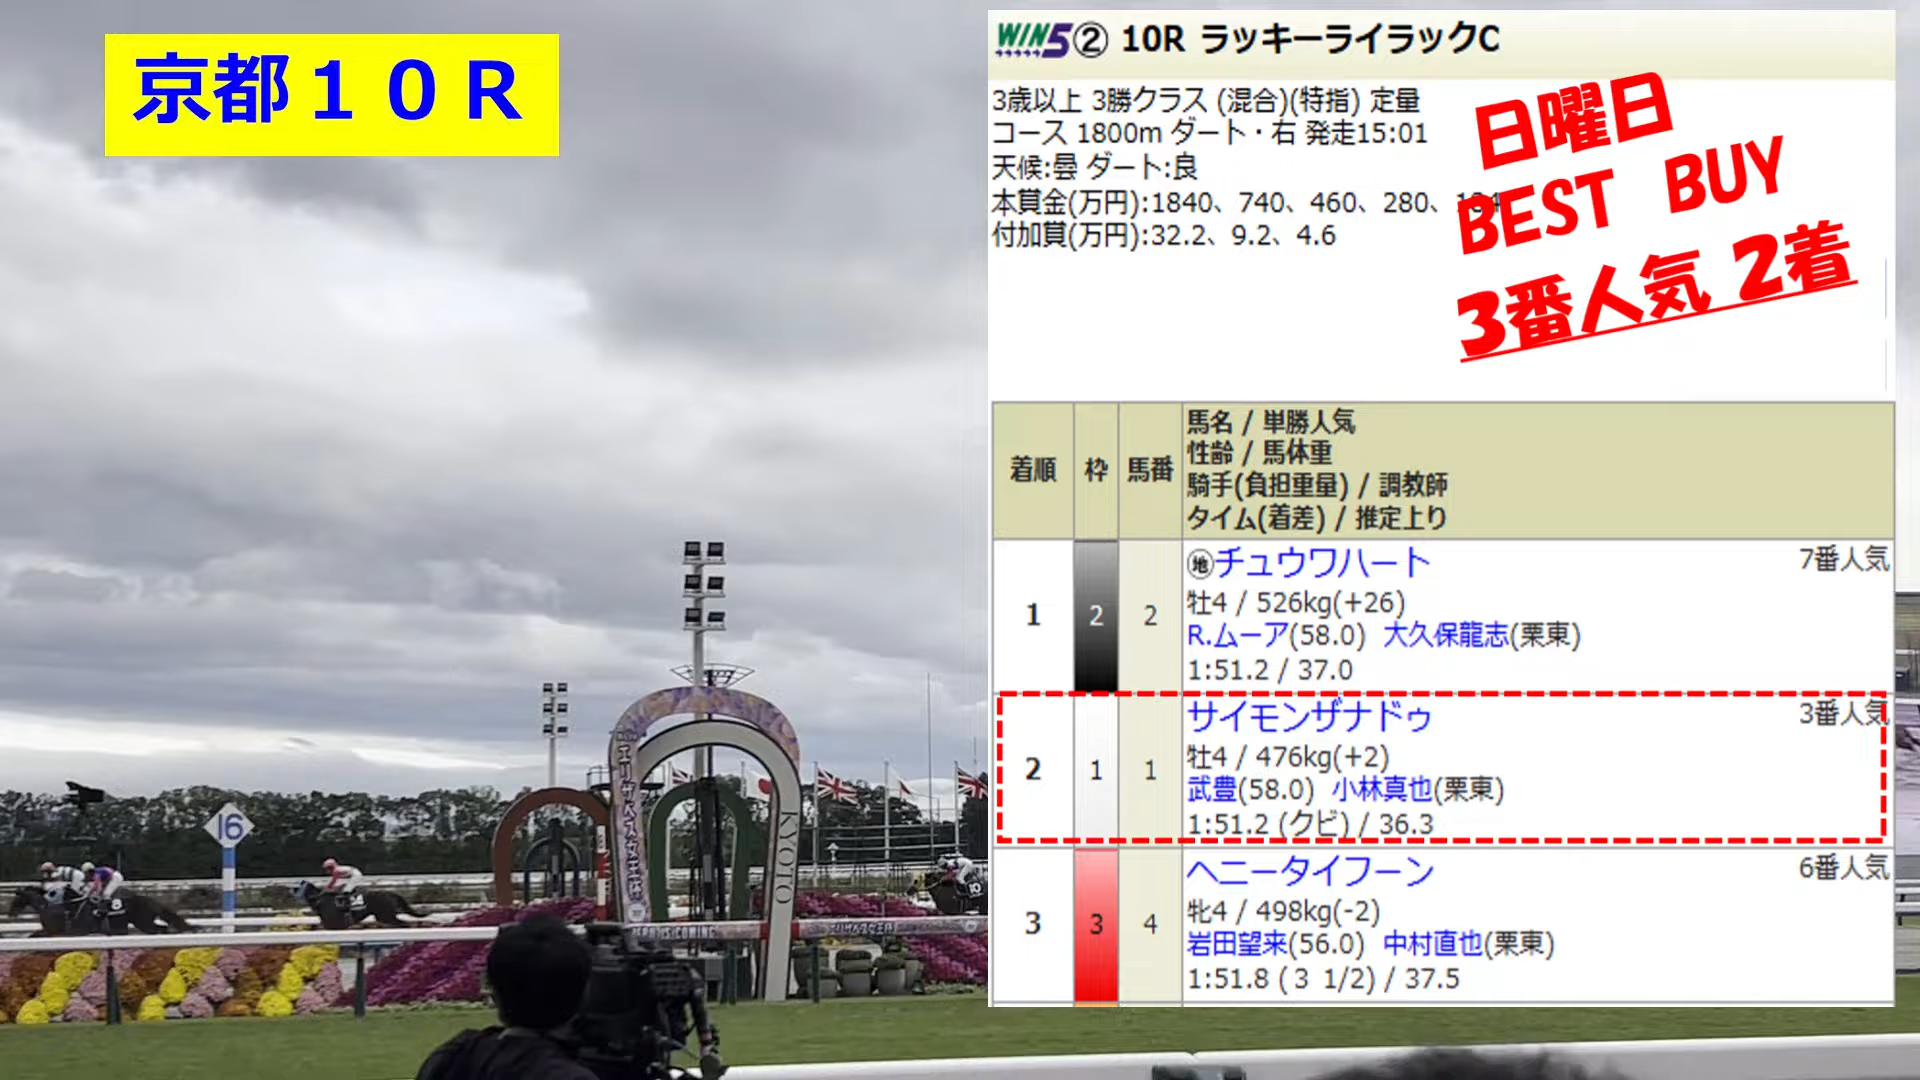 京都１０Ｒ
WIN5② 10R ラッキーライラックC
3歳以上 3勝クラス (混合)(特指) 定量
コース 1800m ダート・右 発走15:01
天候:曇 ダート:良
本賞金(万円):1840、740、460、280、184
付加賞(万円):32.2、9.2、4.6
日曜日
BEST BUY
3番人気 2着
着順 枠 馬番
馬名 / 単勝人気
性齢 / 馬体重
騎手(負担重量) / 調教師
タイム(着差) / 推定上り
1 2 2
㊞チュウワハート 7番人気
牡4 / 526kg(+26)
R.ムーア(58.0) 大久保龍志(栗東)
1:51.2 / 37.0
2 1 1
サイモンザナドゥ 3番人気
牡4 / 476kg(+2)
武豊(58.0) 小林真也(栗東)
1:51.2 (クビ) / 36.3
3 3 4
ヘニータイフーン 6番人気
牝4 / 498kg(-2)
岩田望来(56.0) 中村直也(栗東)
1:51.8 (3 1/2) / 37.5
16
エリザベス女王杯
KYOTO
8
10